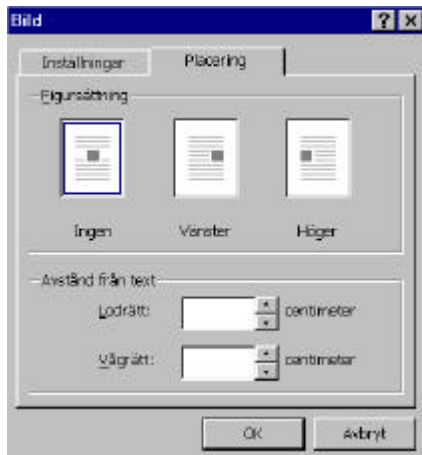 Bild
Inställningar Placering
Figursättning
Ingen Vänster Höger
Avstånd från text
Lodrätt: centimeter
Vågrätt: centimeter
OK Avbryt